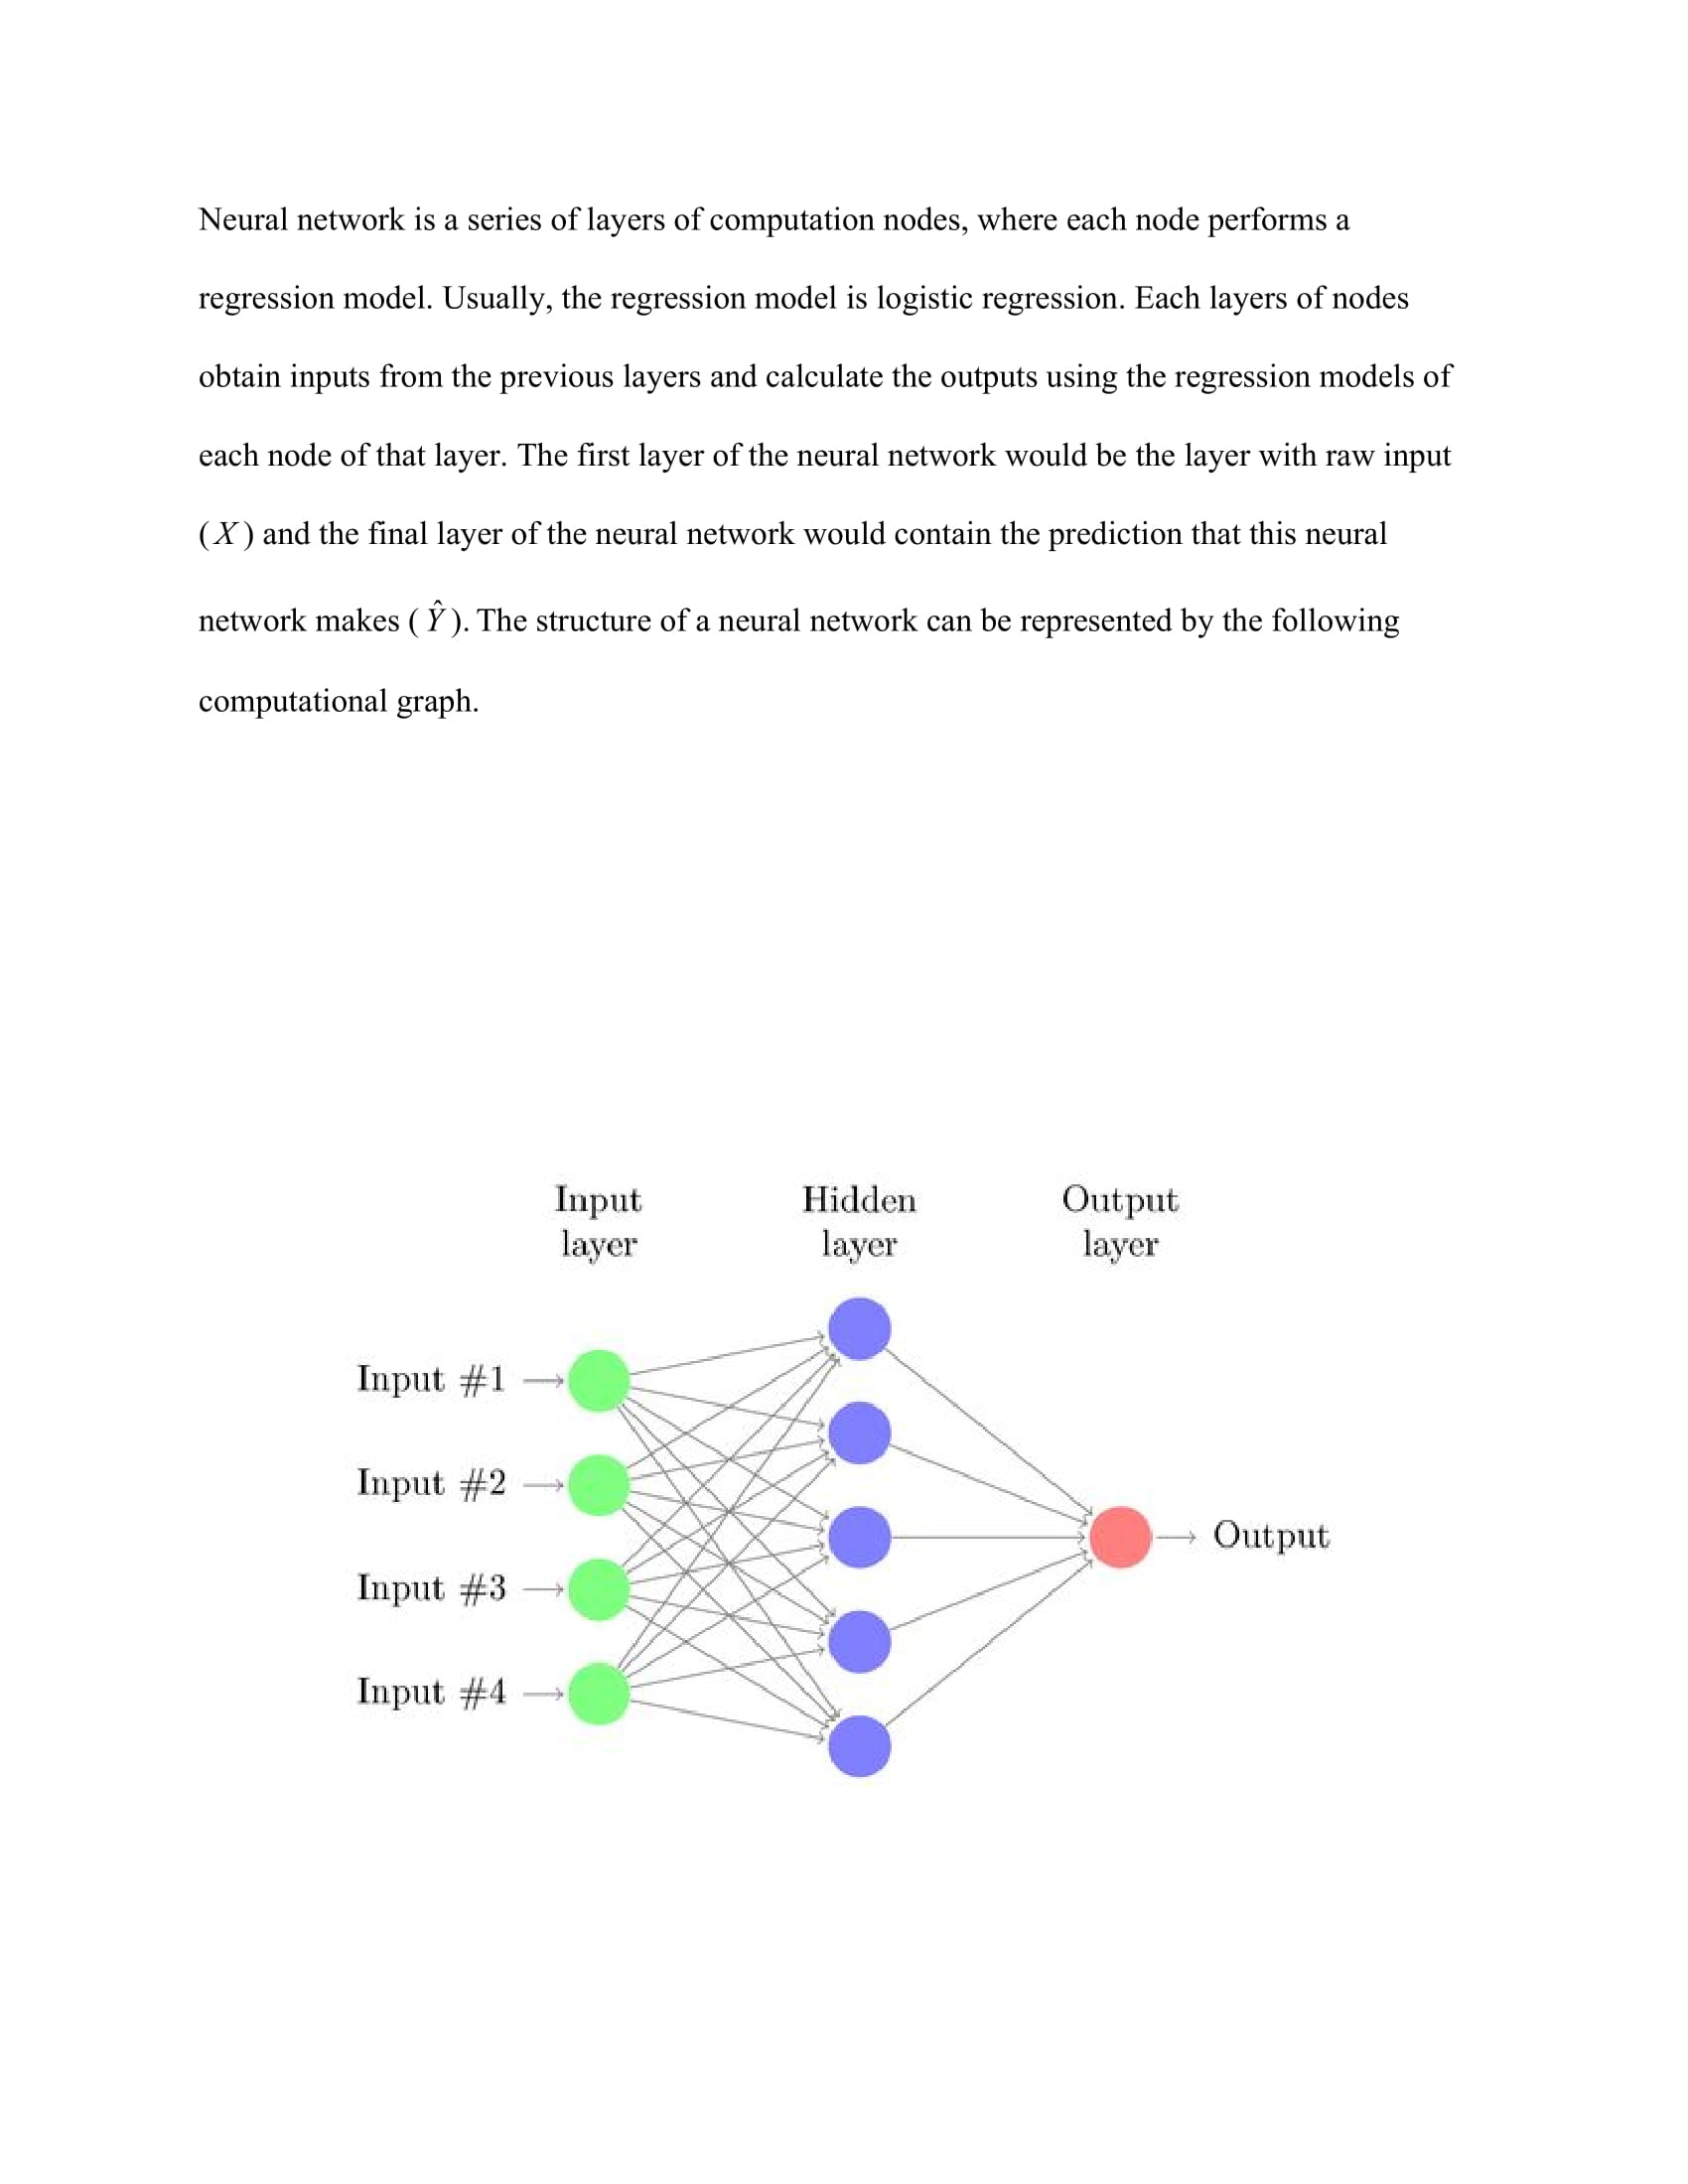 Neural network is a series of layers of computation nodes, where each node performs a
regression model. Usually, the regression model is logistic regression. Each layers of nodes
obtain inputs from the previous layers and calculate the outputs using the regression models of
each node of that layer. The first layer of the neural network would be the layer with raw input
( X ) and the final layer of the neural network would contain the prediction that this neural
network makes ( Ŷ ). The structure of a neural network can be represented by the following
computational graph.
Input layer
Hidden layer
Output layer
Input #1
Input #2
Input #3
Input #4
Output